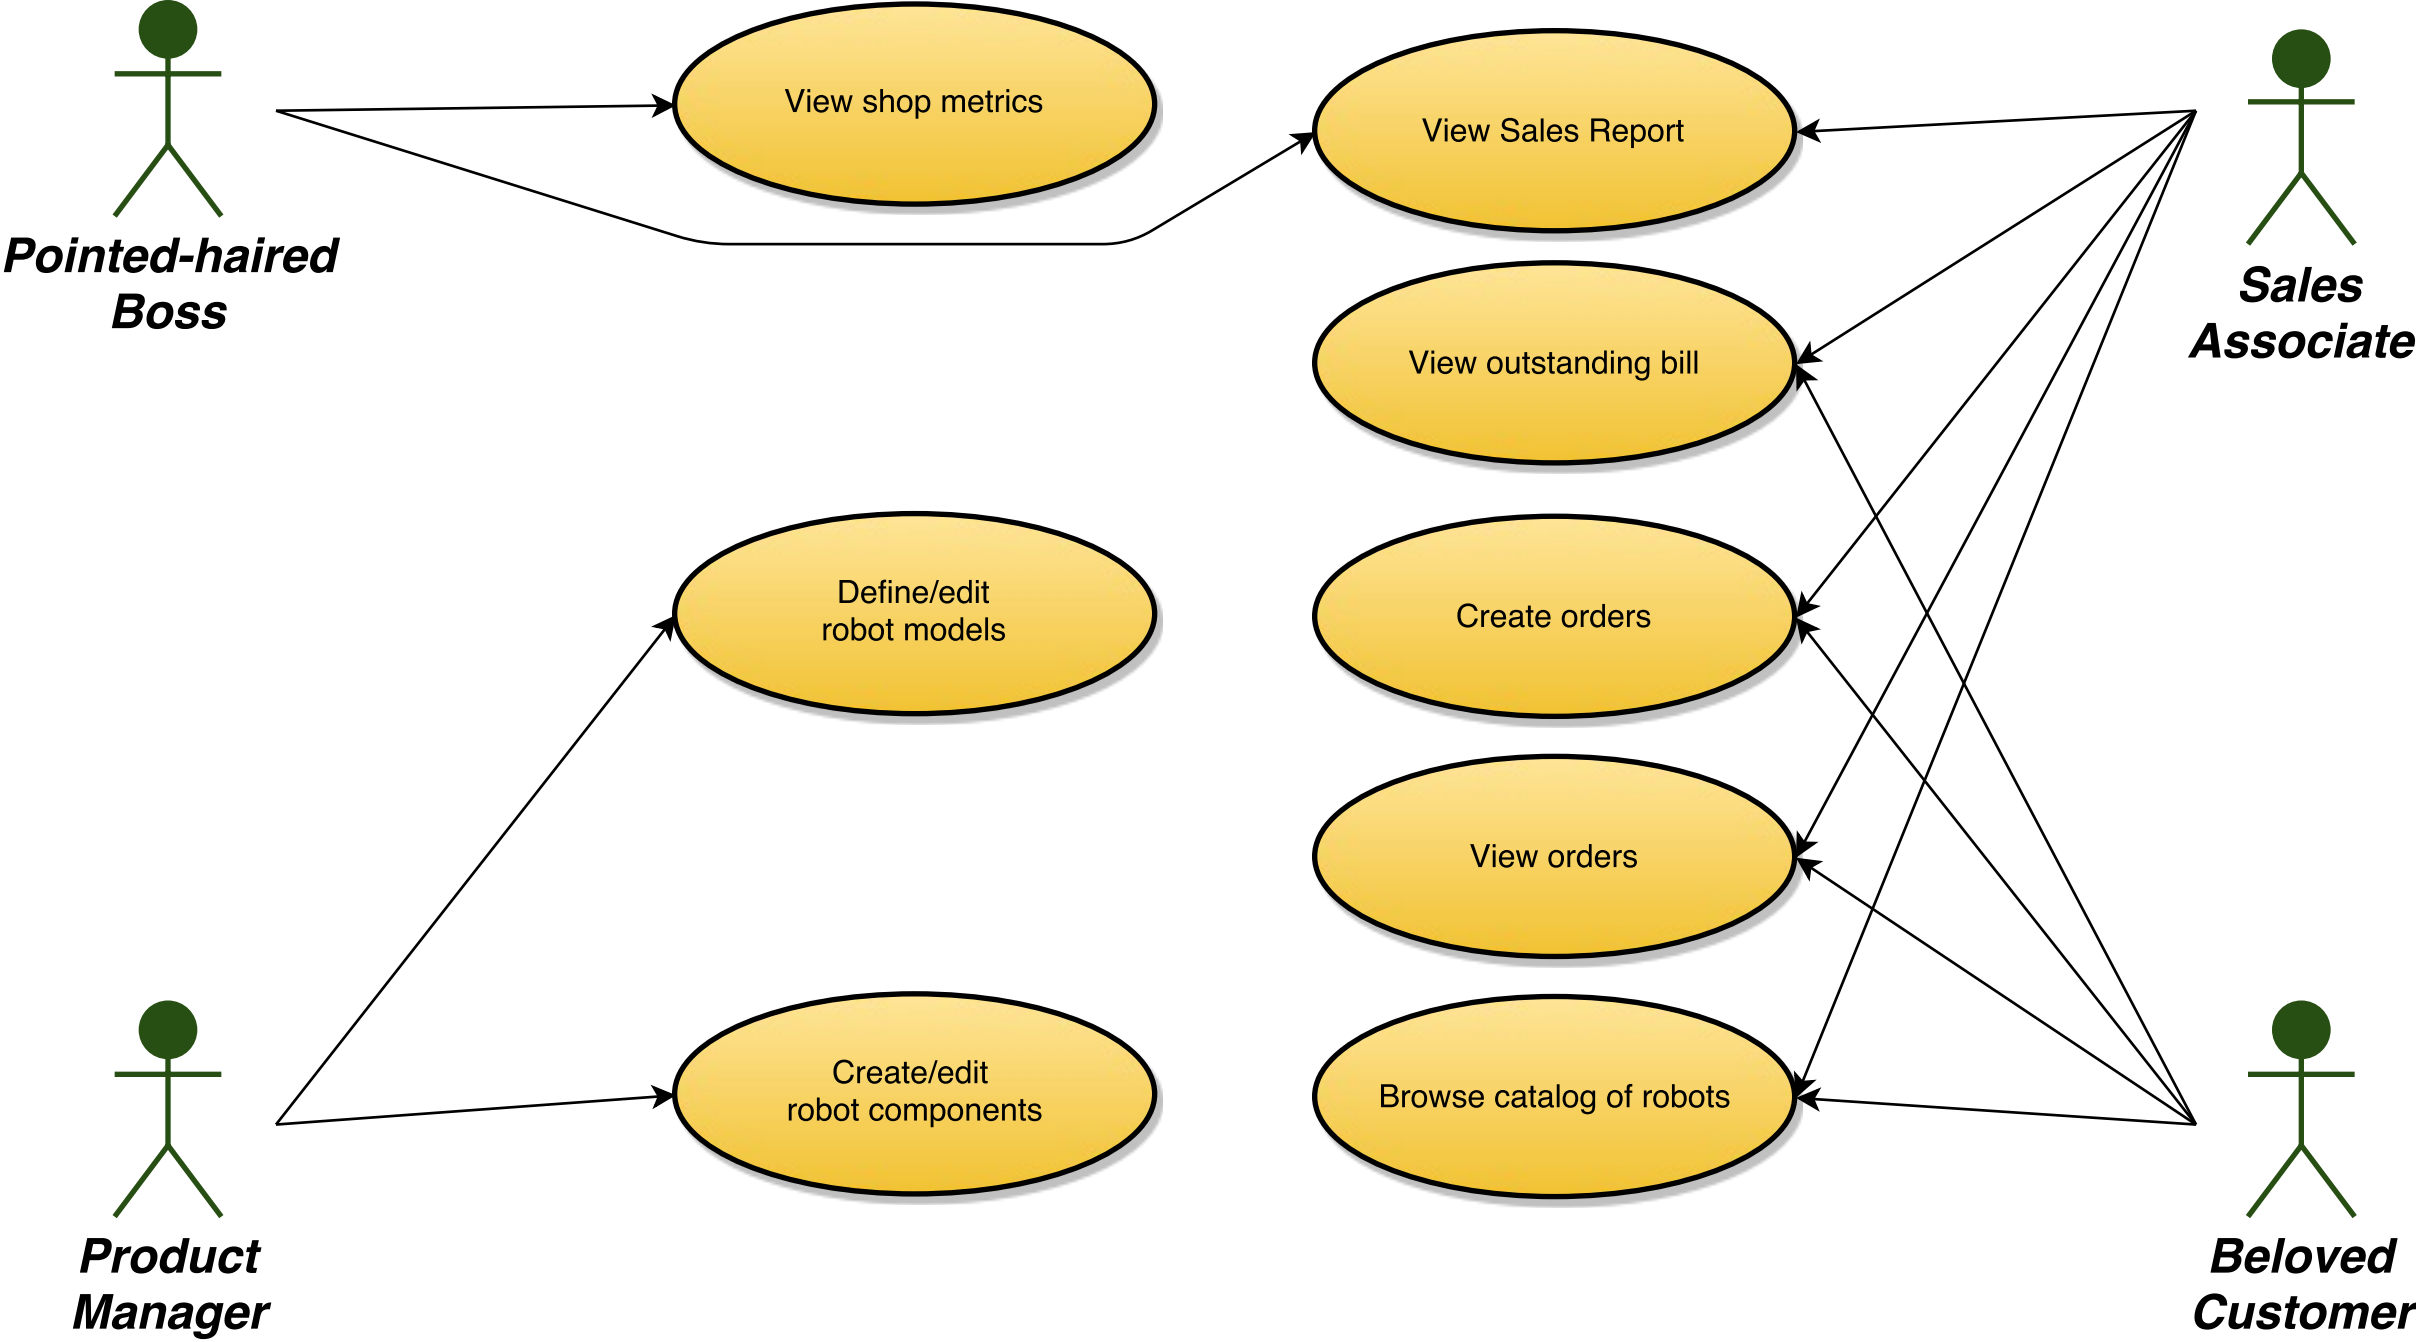 View shop metrics
View Sales Report
Pointed-haired
Boss
Sales
Associate
View outstanding bill
Define/edit
robot models
Create orders
View orders
Create/edit
robot components
Browse catalog of robots
Product
Manager
Beloved
Customer